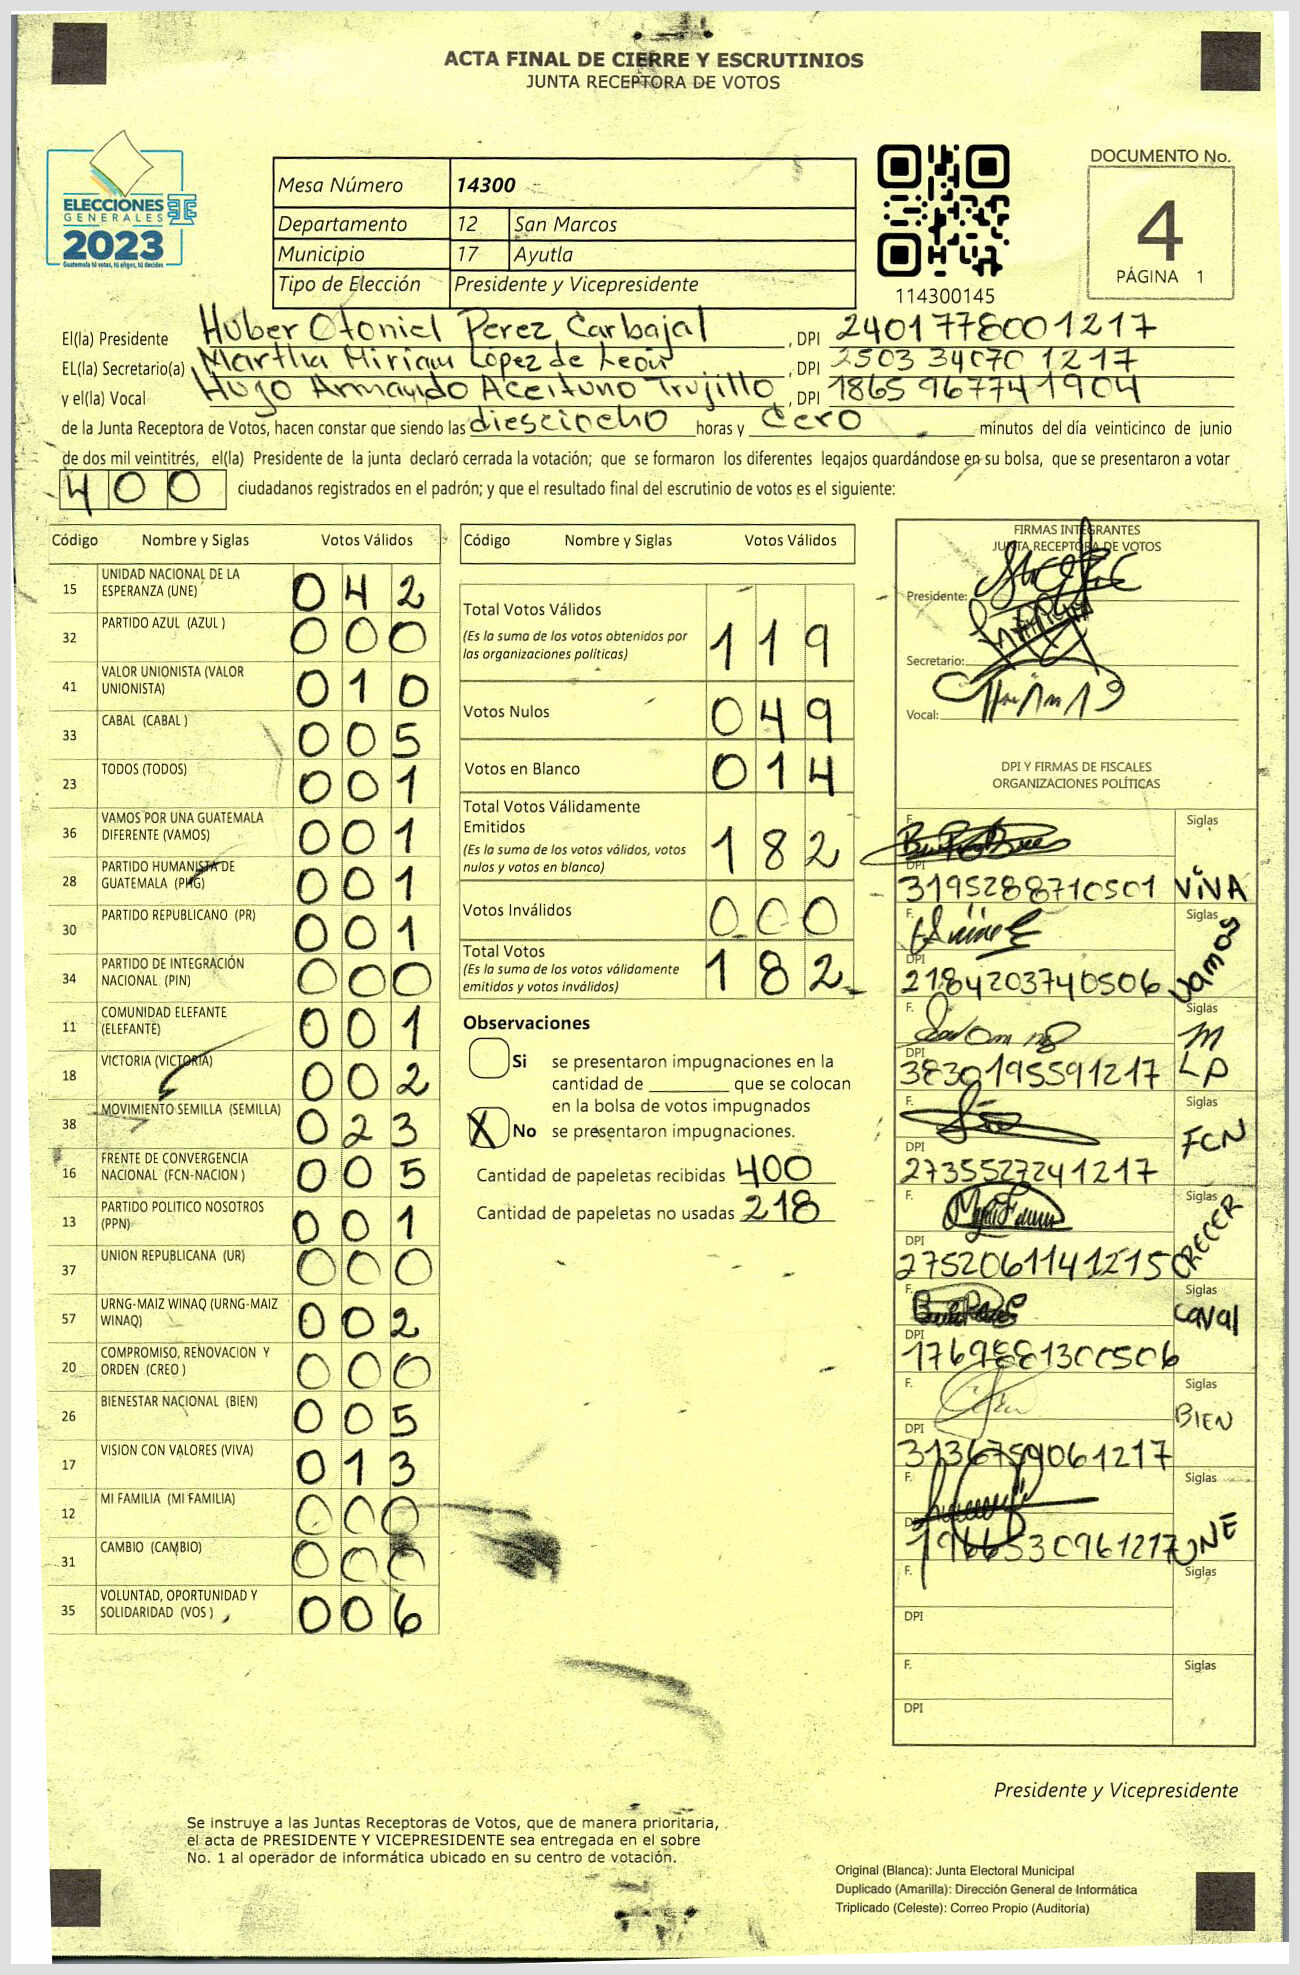 ACTA FINAL DE CIERRE Y ESCRUTINIOS
JUNTA RECEPTORA DE VOTOS
ELECCIONES
GENERALES
2023
Guatemala tú votas, tú eliges, tú decides
Mesa Número 14300
Departamento 12 San Marcos
Municipio 17 Ayutla
Tipo de Elección Presidente y Vicepresidente
114300145
DOCUMENTO No.
4
PÁGINA 1
El(la) Presidente Huber Otoniel Perez Carbajal, DPI 2401778001217
EL(la) Secretario(a) Martha Miriam López de León, DPI 2503 34070 1217
y el(la) Vocal Hugo Armando Aceituno Trujillo, DPI 1865 967741904
de la Junta Receptora de Votos, hacen constar que siendo las diesciocho horas y cero minutos del día veinticinco de junio
de dos mil veintitrés, el(la) Presidente de la junta declaró cerrada la votación; que se formaron los diferentes legajos guardándose en su bolsa, que se presentaron a votar
400 ciudadanos registrados en el padrón; y que el resultado final del escrutinio de votos es el siguiente:
Código Nombre y Siglas Votos Válidos
15 UNIDAD NACIONAL DE LA ESPERANZA (UNE) 042
32 PARTIDO AZUL (AZUL ) 000
41 VALOR UNIONISTA (VALOR UNIONISTA) 010
33 CABAL (CABAL ) 005
23 TODOS (TODOS) 001
36 VAMOS POR UNA GUATEMALA DIFERENTE (VAMOS) 001
28 PARTIDO HUMANISTA DE GUATEMALA (PHG) 001
30 PARTIDO REPUBLICANO (PR) 001
34 PARTIDO DE INTEGRACIÓN NACIONAL (PIN) 000
11 COMUNIDAD ELEFANTE (ELEFANTE) 001
18 VICTORIA (VICTORIA) 002
38 MOVIMIENTO SEMILLA (SEMILLA) 023
16 FRENTE DE CONVERGENCIA NACIONAL (FCN-NACION ) 005
13 PARTIDO POLITICO NOSOTROS (PPN) 001
37 UNION REPUBLICANA (UR) 000
57 URNG-MAIZ WINAQ (URNG-MAIZ WINAQ) 002
20 COMPROMISO, RENOVACION Y ORDEN (CREO ) 000
26 BIENESTAR NACIONAL (BIEN) 005
17 VISION CON VALORES (VIVA) 013
12 MI FAMILIA (MI FAMILIA) 000
31 CAMBIO (CAMBIO) 000
35 VOLUNTAD, OPORTUNIDAD Y SOLIDARIDAD (VOS ) 006
Código Nombre y Siglas Votos Válidos
Total Votos Válidos
(Es la suma de los votos obtenidos por
las organizaciones políticas) 119
Votos Nulos 049
Votos en Blanco 014
Total Votos Válidamente
Emitidos
(Es la suma de los votos válidos, votos
nulos y votos en blanco) 182
Votos Inválidos 000
Total Votos
(Es la suma de los votos válidamente
emitidos y votos inválidos) 182
Observaciones
Si se presentaron impugnaciones en la
cantidad de ________ que se colocan
en la bolsa de votos impugnados
X No se presentaron impugnaciones.
Cantidad de papeletas recibidas 400
Cantidad de papeletas no usadas 218
FIRMAS INTEGRANTES
JUNTA RECEPTORA DE VOTOS
Presidente:
Secretario:
Vocal:
DPI Y FIRMAS DE FISCALES
ORGANIZACIONES POLÍTICAS
F. Siglas
DPI 3195288710501 VIVA
F. Siglas
DPI 2184203740506 Vamos
F. Siglas
DPI 3830195591217 MLP
F. Siglas
DPI 2735527241217 FCN
F. Siglas
DPI 2752061141215 CRECER
F. Siglas
DPI 1769881300506 Caval
F. Siglas
DPI 3136759061217 BIEN
F. Siglas
DPI 1966530961217 UNE
F. Siglas
DPI
F. Siglas
DPI
Presidente y Vicepresidente
Se instruye a las Juntas Receptoras de Votos, que de manera prioritaria,
el acta de PRESIDENTE Y VICEPRESIDENTE sea entregada en el sobre
No. 1 al operador de informática ubicado en su centro de votación.
Original (Blanca): Junta Electoral Municipal
Duplicado (Amarilla): Dirección General de Informática
Triplicado (Celeste): Correo Propio (Auditoría)